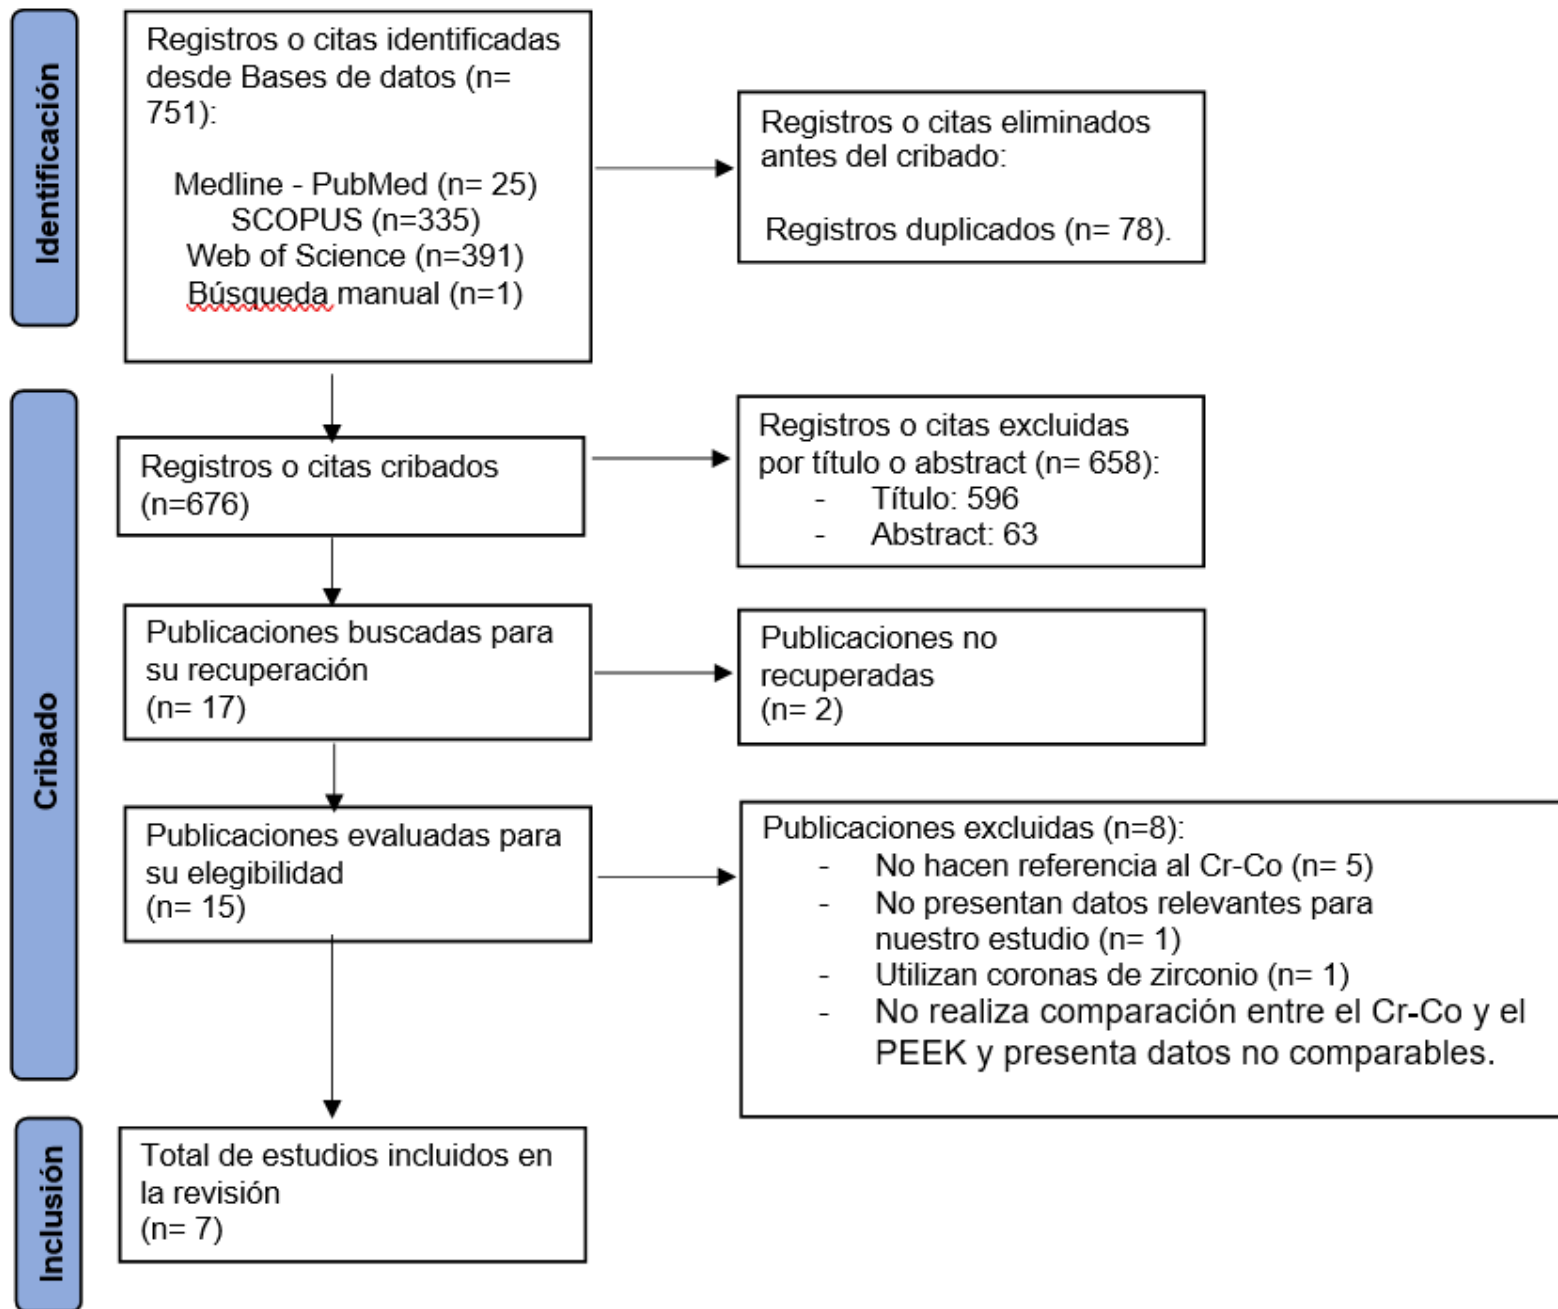 Identificación
Registros o citas identificadas
desde Bases de datos (n=
751):
Medline - PubMed (n= 25)
SCOPUS (n=335)
Web of Science (n=391)
Búsqueda manual (n=1)
Registros o citas eliminados
antes del cribado:
Registros duplicados (n= 78).
Cribado
Registros o citas cribados
(n=676)
Registros o citas excluidas
por título o abstract (n= 658):
- Título: 596
- Abstract: 63
Publicaciones buscadas para
su recuperación
(n= 17)
Publicaciones no
recuperadas
(n= 2)
Publicaciones evaluadas para
su elegibilidad
(n= 15)
Publicaciones excluidas (n=8):
- No hacen referencia al Cr-Co (n= 5)
- No presentan datos relevantes para
nuestro estudio (n= 1)
- Utilizan coronas de zirconio (n= 1)
- No realiza comparación entre el Cr-Co y el
PEEK y presenta datos no comparables.
Inclusión
Total de estudios incluidos en
la revisión
(n= 7)